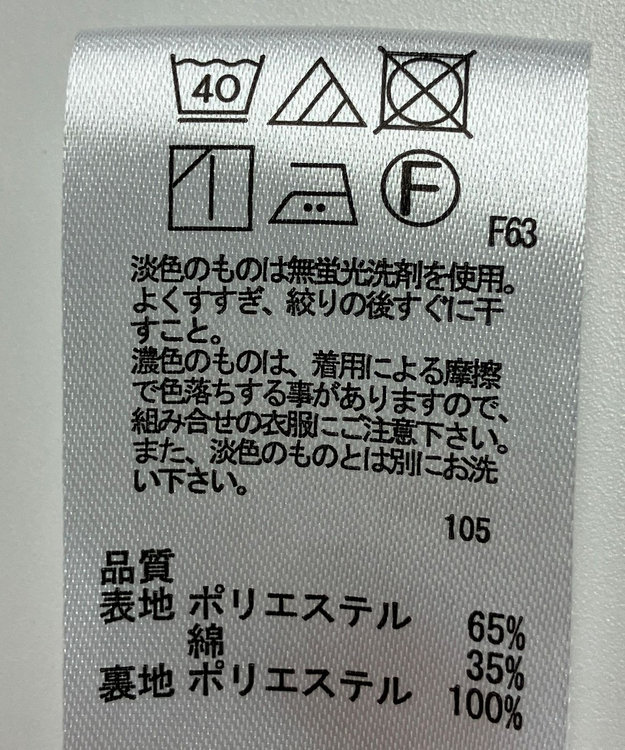 40
F
F63
淡色のものは無蛍光洗剤を使用。
よくすすぎ、絞りの後すぐに干
すこと。
濃色のものは、着用による摩擦
で色落ちする事がありますので、
組み合せの衣服にご注意下さい。
また、淡色のものとは別にお洗
い下さい。
105
品質
表地 ポリエステル 65%
綿 35%
裏地 ポリエステル 100%